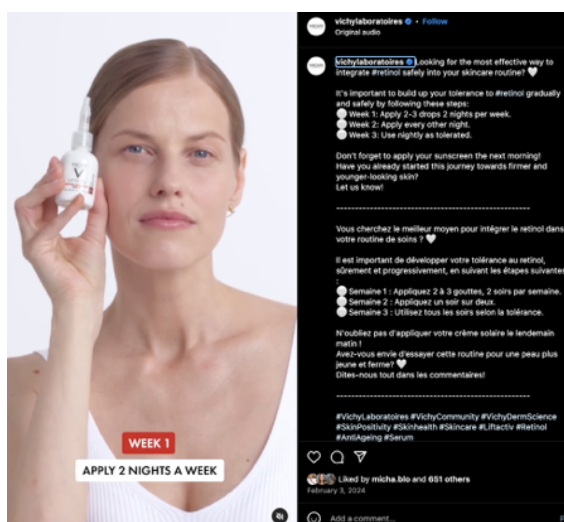 V
WEEK 1
APPLY 2 NIGHTS A WEEK
VICHY
vichylaboratoires • Follow
Original audio
VICHY
vichylaboratoires Looking for the most effective way to
integrate #retinol safely into your skincare routine? 🤍
It's important to build up your tolerance to #retinol gradually
and safely by following these steps:
⚪ Week 1: Apply 2-3 drops 2 nights per week.
⚪ Week 2: Apply every other night.
⚪ Week 3: Use nightly as tolerated.
Don't forget to apply your sunscreen the next morning!
Have you already started this journey towards firmer and
younger-looking skin?
Let us know!
--------------------------------------------------
Vous cherchez le meilleur moyen pour intégrer le retinol dans
votre routine de soins ? 🤍
Il est important de développer votre tolérance au retinol,
sûrement et progressivement, en suivant les étapes suivantes
:
⚪ Semaine 1 : Appliquez 2 à 3 gouttes, 2 soirs par semaine.
⚪ Semaine 2 : Appliquez un soir sur deux.
⚪ Semaine 3 : Utilisez tous les soirs selon la tolérance.
N'oubliez pas d'appliquer votre crème solaire le lendemain
matin !
Avez-vous envie d'essayer cette routine pour une peau plus
jeune et ferme? 🤍
Dites-nous tout dans les commentaires!
--------------------------------------------------
#VichyLaboratoires #VichyCommunity #VichyDermScience
#SkinPositivity #Skinhealth #Skincare #Liftactiv #Retinol
#AntiAgeing #Serum
Liked by micha.blo and 651 others
February 3, 2024
Add a comment...